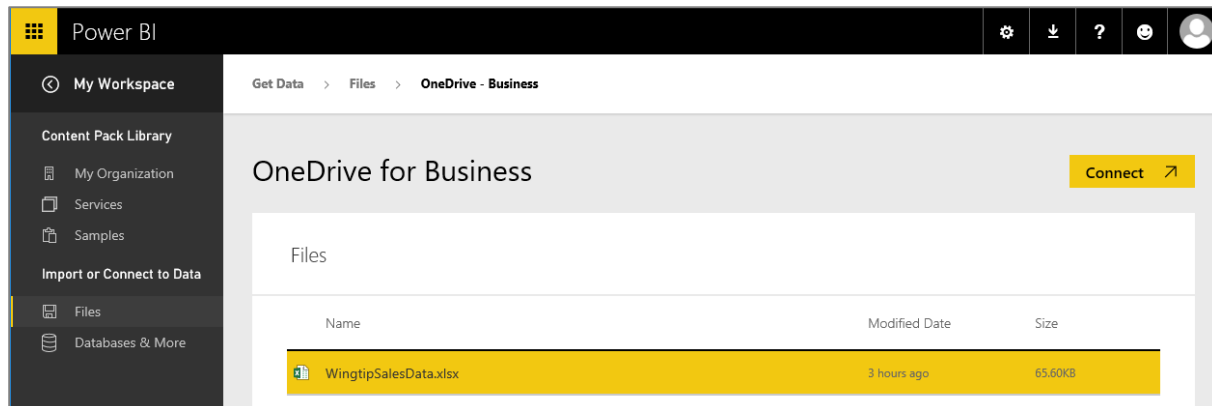 Power BI
?
My Workspace
Get Data > Files > OneDrive - Business
Content Pack Library
My Organization
Services
Samples
Import or Connect to Data
Files
Databases & More
OneDrive for Business
Connect
Files
Name Modified Date Size
WingtipSalesData.xlsx 3 hours ago 65.60KB